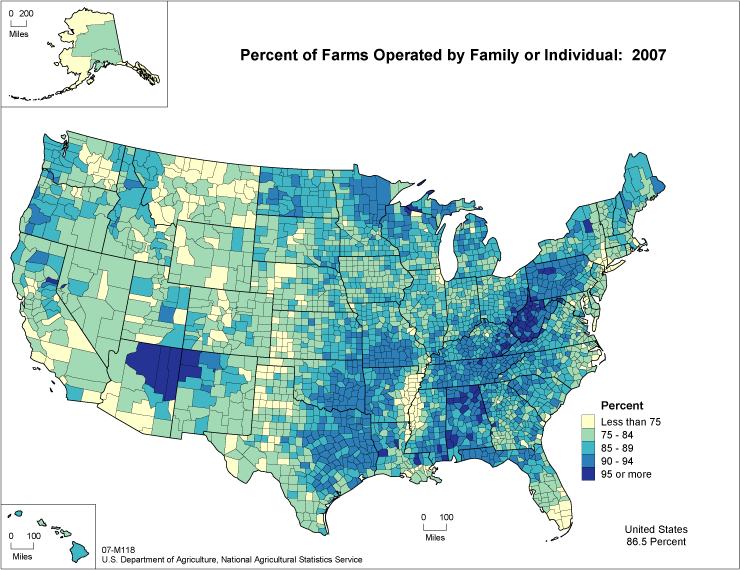 0 200
Miles
Percent of Farms Operated by Family or Individual: 2007
Percent
Less than 75
75 - 84
85 - 89
90 - 94
95 or more
0 100
Miles
0 100
Miles
United States
86.5 Percent
07-M118
U.S. Department of Agriculture, National Agricultural Statistics Service